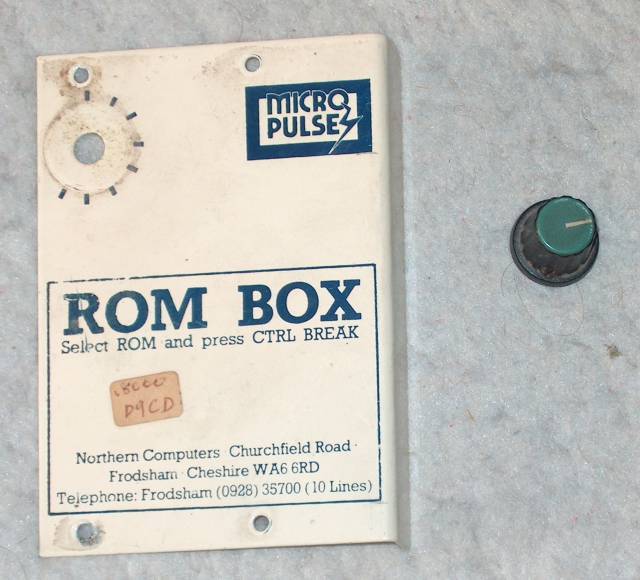 MICRO
PULSE
ROM BOX
Select ROM and press CTRL BREAK
D9CD
Northern Computers · Churchfield Road ·
Frodsham · Cheshire WA6 6RD
Telephone: Frodsham (0928) 35700 (10 Lines)